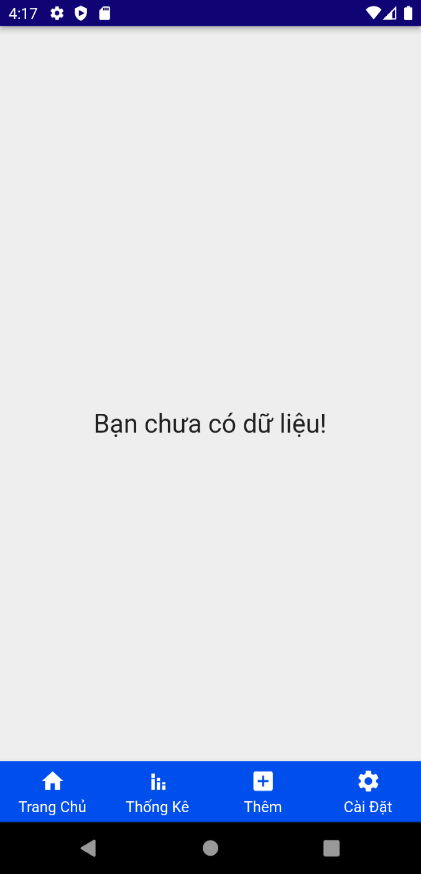 4:17
Bạn chưa có dữ liệu!
Trang Chủ
Thống Kê
Thêm
Cài Đặt